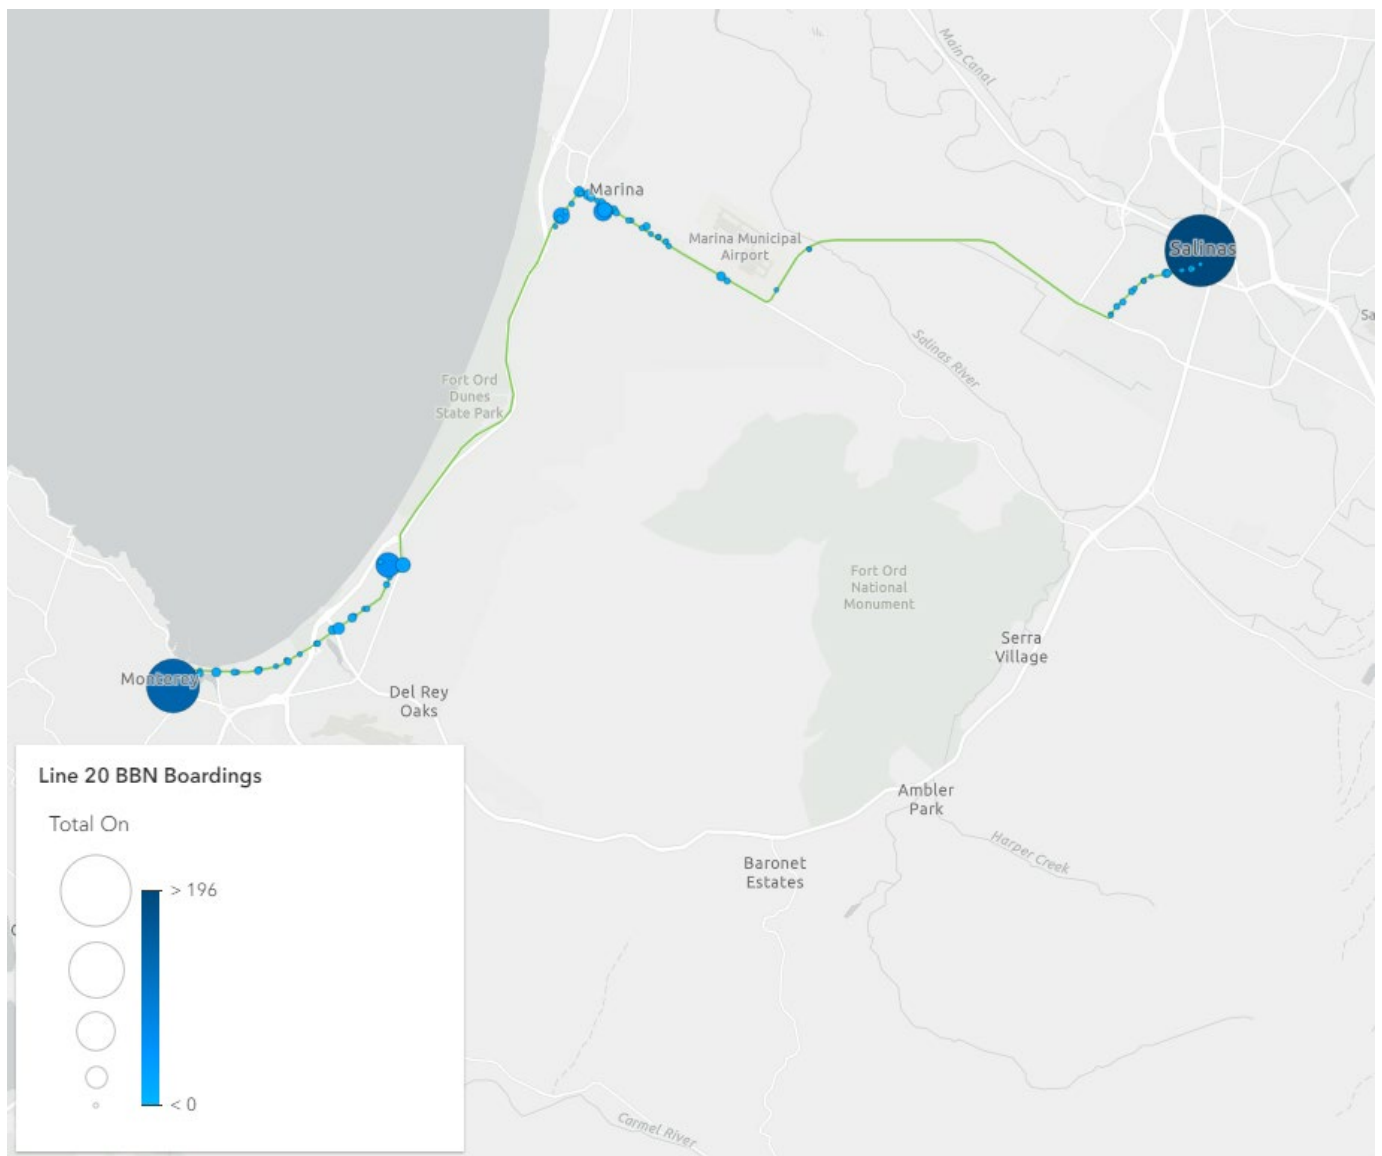 Main Canal
Marina
Marina Municipal
Airport
Salinas
Sa
Salinas River
Fort Ord
Dunes
State Park
Fort Ord
National
Monument
Serra
Village
Monterey
Del Rey
Oaks
Ambler
Park
Harper Creek
Baronet
Estates
Carmel River
Line 20 BBN Boardings
Total On
> 196
< 0